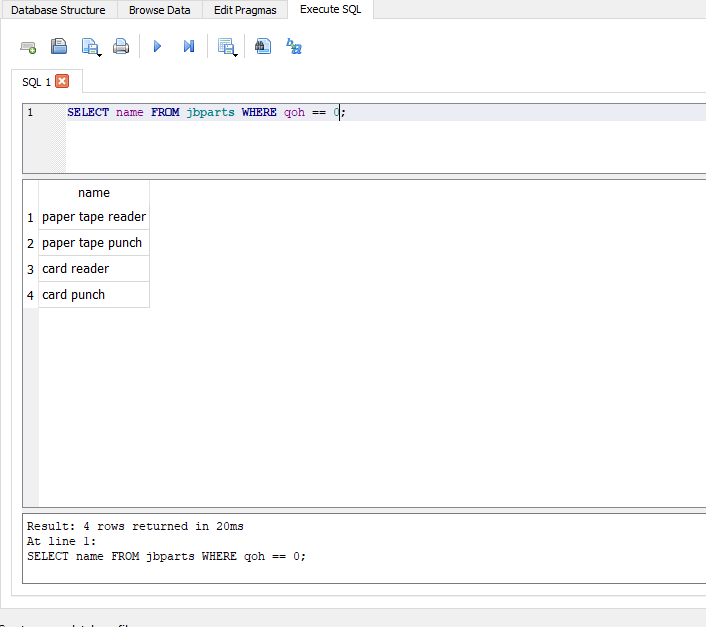 Database Structure Browse Data Edit Pragmas Execute SQL
SQL 1
1 SELECT name FROM jbparts WHERE qoh == 0;
name
1 paper tape reader
2 paper tape punch
3 card reader
4 card punch
Result: 4 rows returned in 20ms
At line 1:
SELECT name FROM jbparts WHERE qoh == 0;